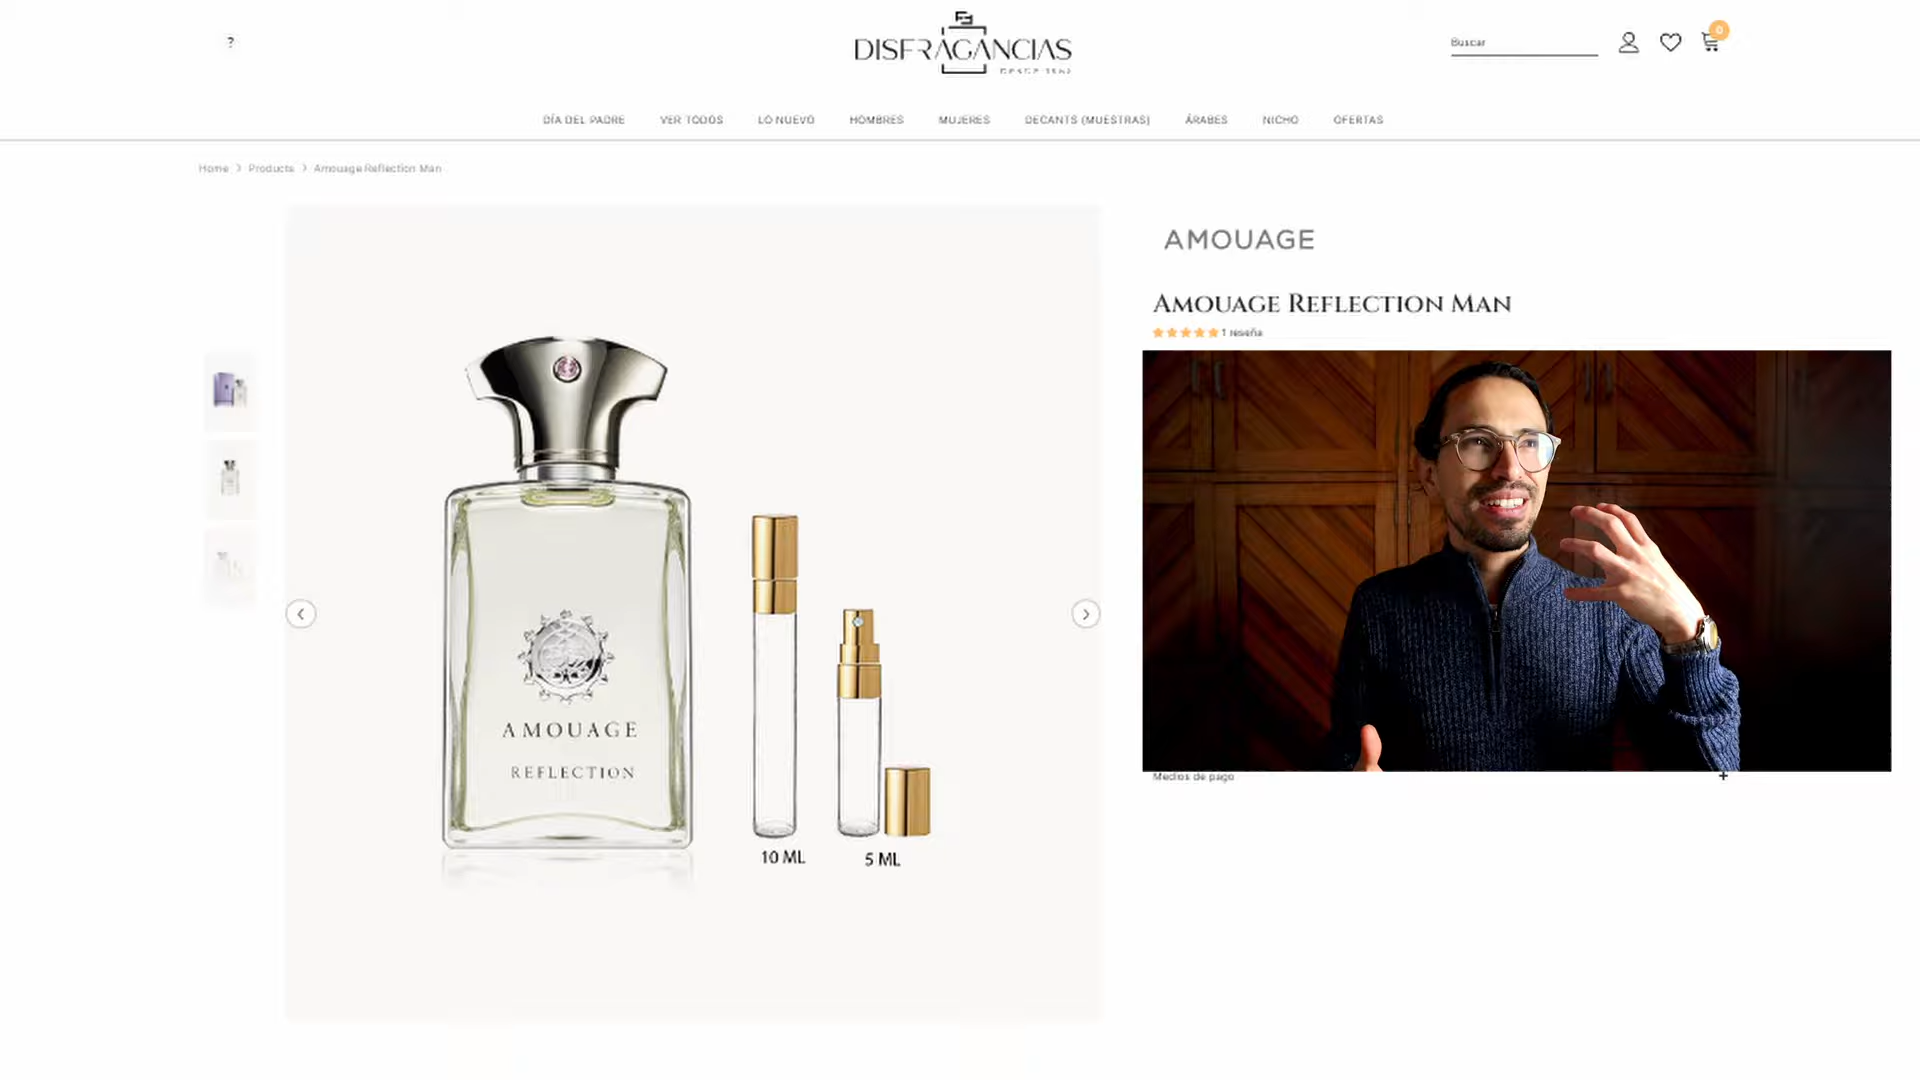 ?
DISFRAGANCIAS
Buscar
0
DÍA DEL PADRE
VER TODOS
LO NUEVO
HOMBRES
MUJERES
DECANTS (MUESTRAS)
ÁRABES
NICHO
OFERTAS
Home > Products > Amouage Reflection Man
AMOUAGE
AMOUAGE REFLECTION MAN
1 reseña
AMOUAGE
REFLECTION
10 ML
5 ML
Medios de pago +